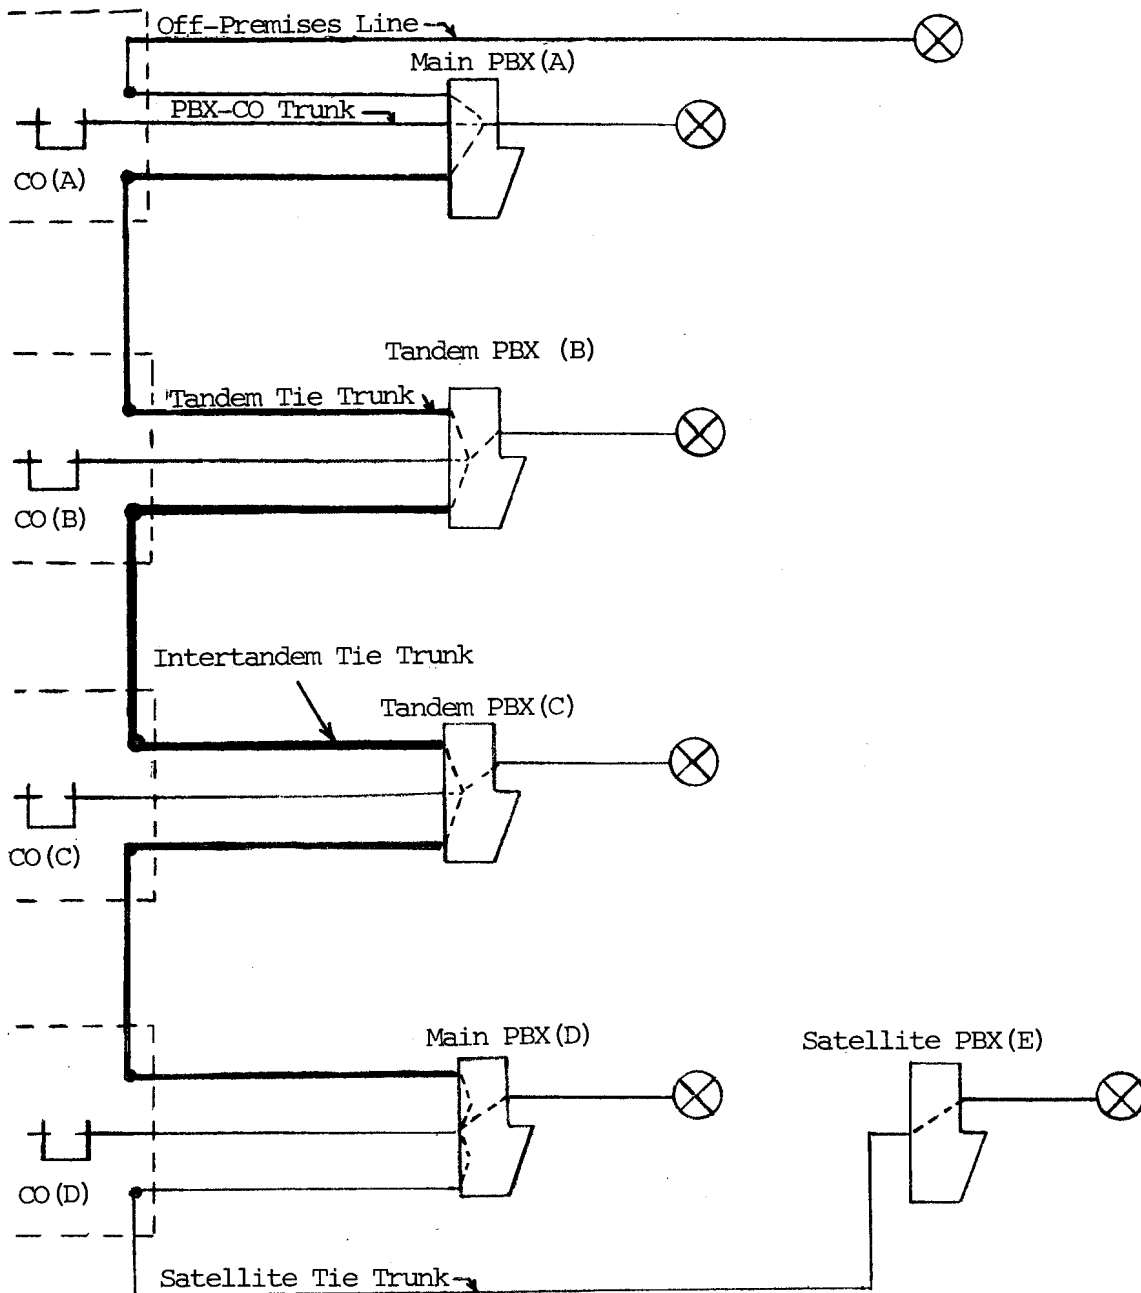 Off-Premises Line
Main PBX(A)
PBX-CO Trunk
CO(A)
Tandem PBX (B)
Tandem Tie Trunk
CO(B)
Intertandem Tie Trunk
Tandem PBX(C)
CO(C)
Main PBX(D)
Satellite PBX(E)
CO(D)
Satellite Tie Trunk